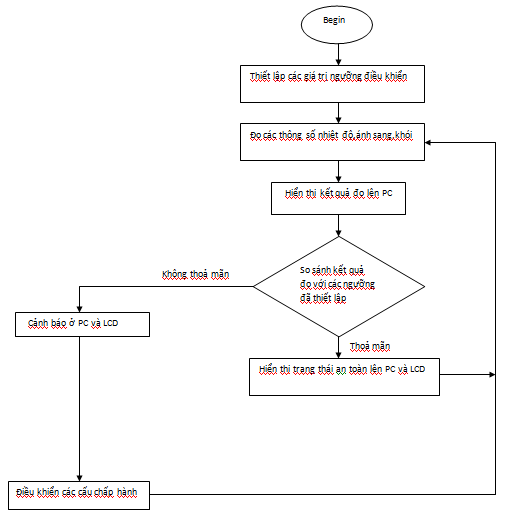 Begin
Thiết lập các giá trị ngưỡng điều khiển
Đo các thông số nhiệt độ,ánh sang,khói
Hiển thị kết quả đo lên PC
So sánh kết quả
đo với các ngưỡng
đã thiết lập
Không thoả mãn
Cảnh báo ở PC và LCD
Thoả mãn
Hiển thị trạng thái an toàn lên PC và LCD
Điều khiển các cấu chấp hành